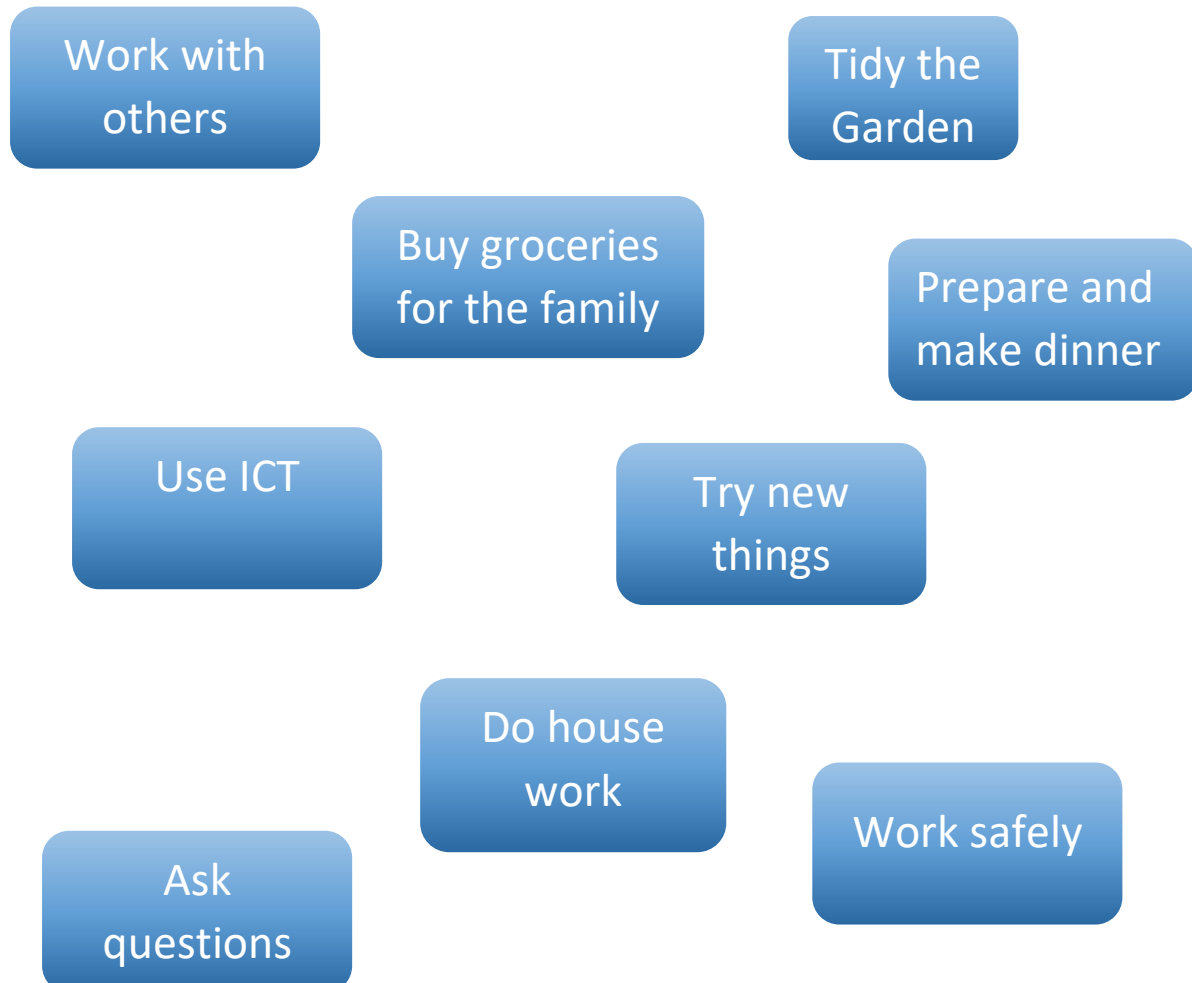 Work with
others
Tidy the
Garden
Buy groceries
for the family
Prepare and
make dinner
Use ICT
Try new
things
Do house
work
Work safely
Ask
questions